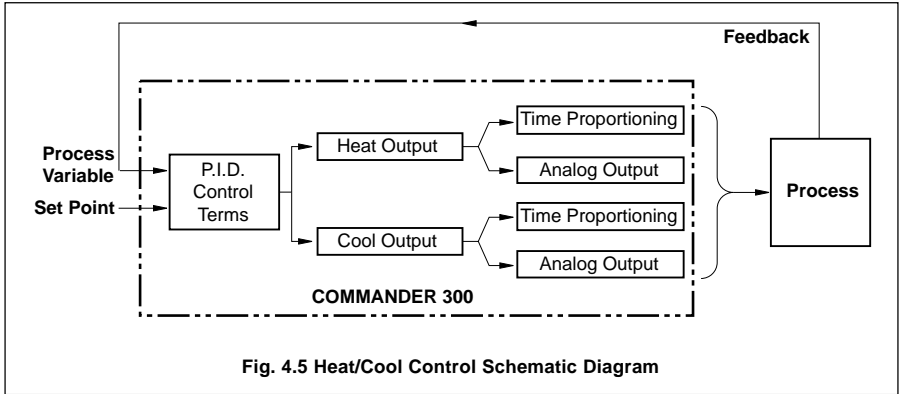 Feedback
Process
Variable
Set Point
P.I.D.
Control
Terms
Heat Output
Cool Output
Time Proportioning
Analog Output
Time Proportioning
Analog Output
Process
COMMANDER 300
Fig. 4.5 Heat/Cool Control Schematic Diagram